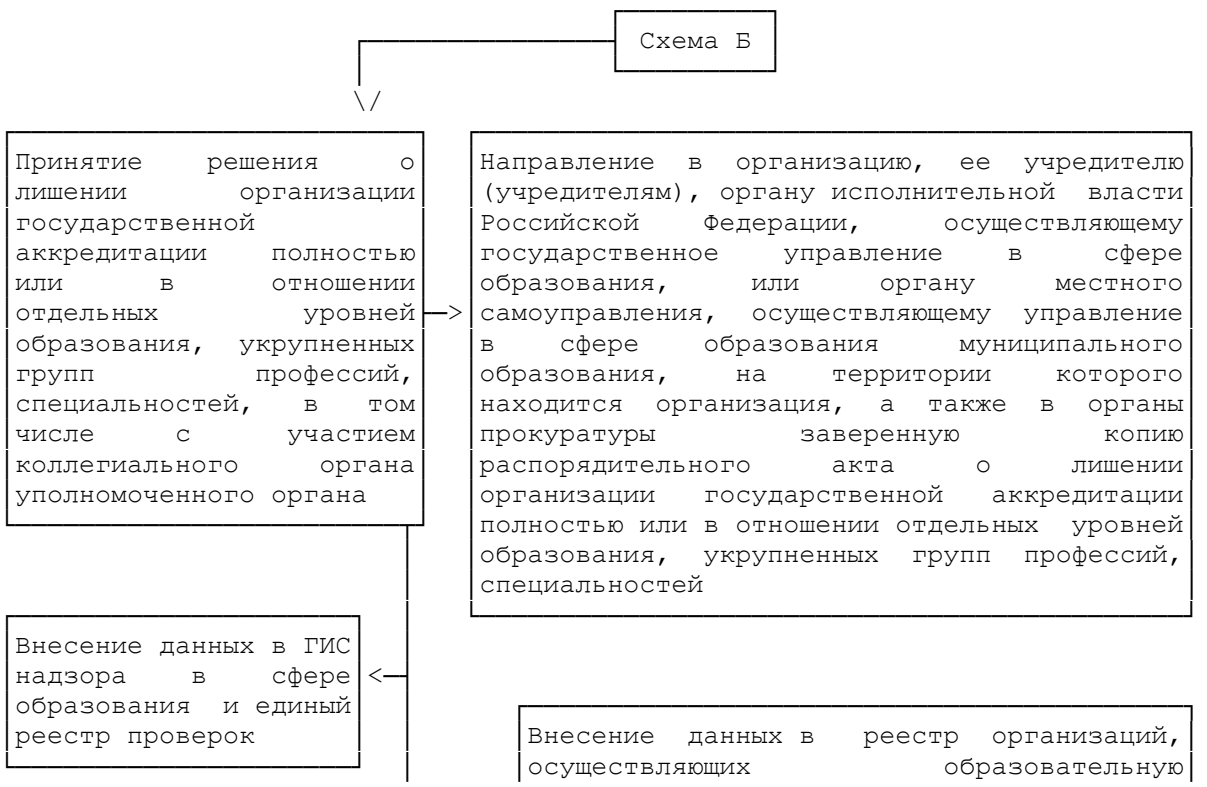 Схема Б
\/
Принятие решения о
лишении организации
государственной
аккредитации полностью
или в отношении
отдельных уровней
образования, укрупненных
групп профессий,
специальностей, в том
числе с участием
коллегиального органа
уполномоченного органа
Направление в организацию, ее учредителю
(учредителям), органу исполнительной власти
Российской Федерации, осуществляющему
государственное управление в сфере
образования, или органу местного
самоуправления, осуществляющему управление
в сфере образования муниципального
образования, на территории которого
находится организация, а также в органы
прокуратуры заверенную копию
распорядительного акта о лишении
организации государственной аккредитации
полностью или в отношении отдельных уровней
образования, укрупненных групп профессий,
специальностей
Внесение данных в ГИС
надзора в сфере
образования и единый
реестр проверок
Внесение данных в реестр организаций,
осуществляющих образовательную